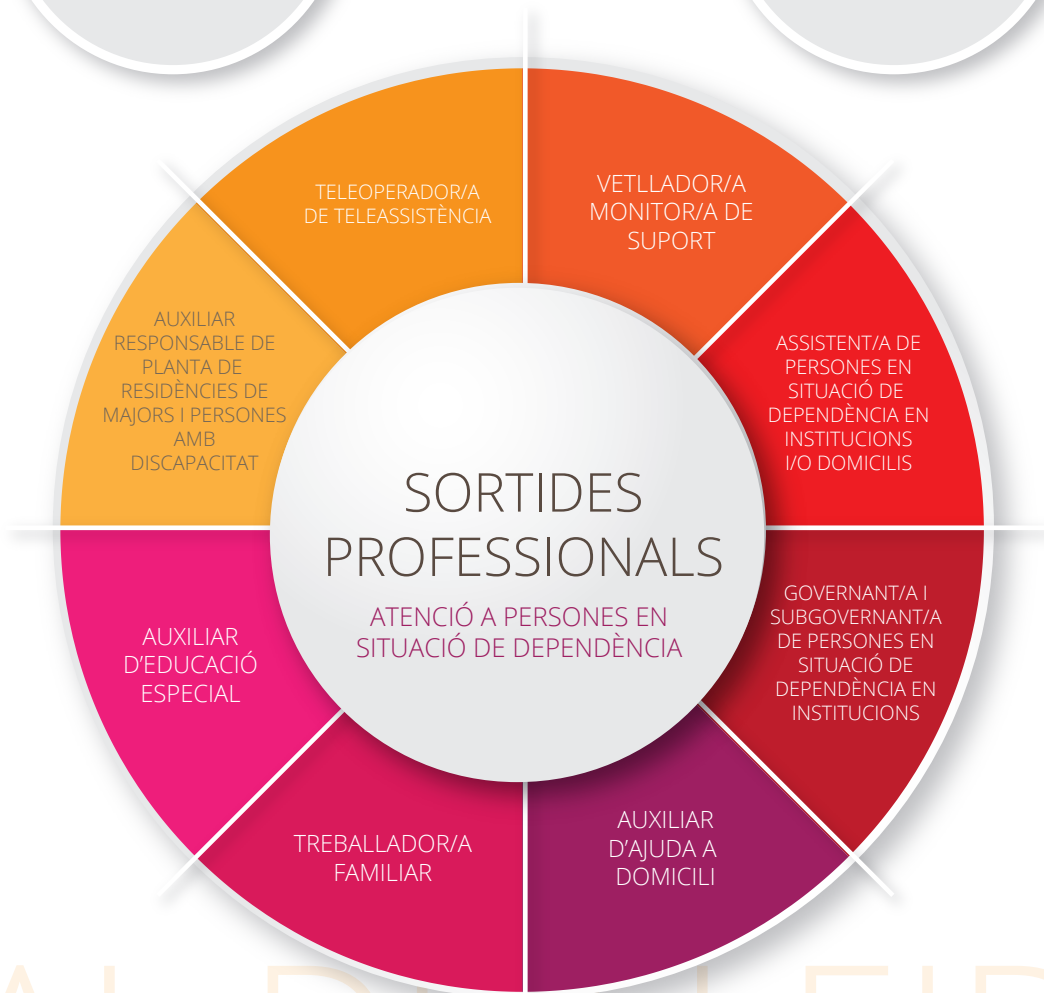 SORTIDES
PROFESSIONALS
ATENCIÓ A PERSONES EN
SITUACIÓ DE DEPENDÈNCIA
VETLLADOR/A
MONITOR/A DE
SUPORT
ASSISTENT/A DE
PERSONES EN
SITUACIÓ DE
DEPENDÈNCIA EN
INSTITUCIONS
I/O DOMICILIS
GOVERNANT/A I
SUBGOVERNANT/A
DE PERSONES EN
SITUACIÓ DE
DEPENDÈNCIA EN
INSTITUCIONS
AUXILIAR
D'AJUDA A
DOMICILI
TREBALLADOR/A
FAMILIAR
AUXILIAR
D'EDUCACIÓ
ESPECIAL
AUXILIAR
RESPONSABLE DE
PLANTA DE
RESIDÈNCIES DE
MAJORS I PERSONES
AMB
DISCAPACITAT
TELEOPERADOR/A
DE TELEASSISTÈNCIA